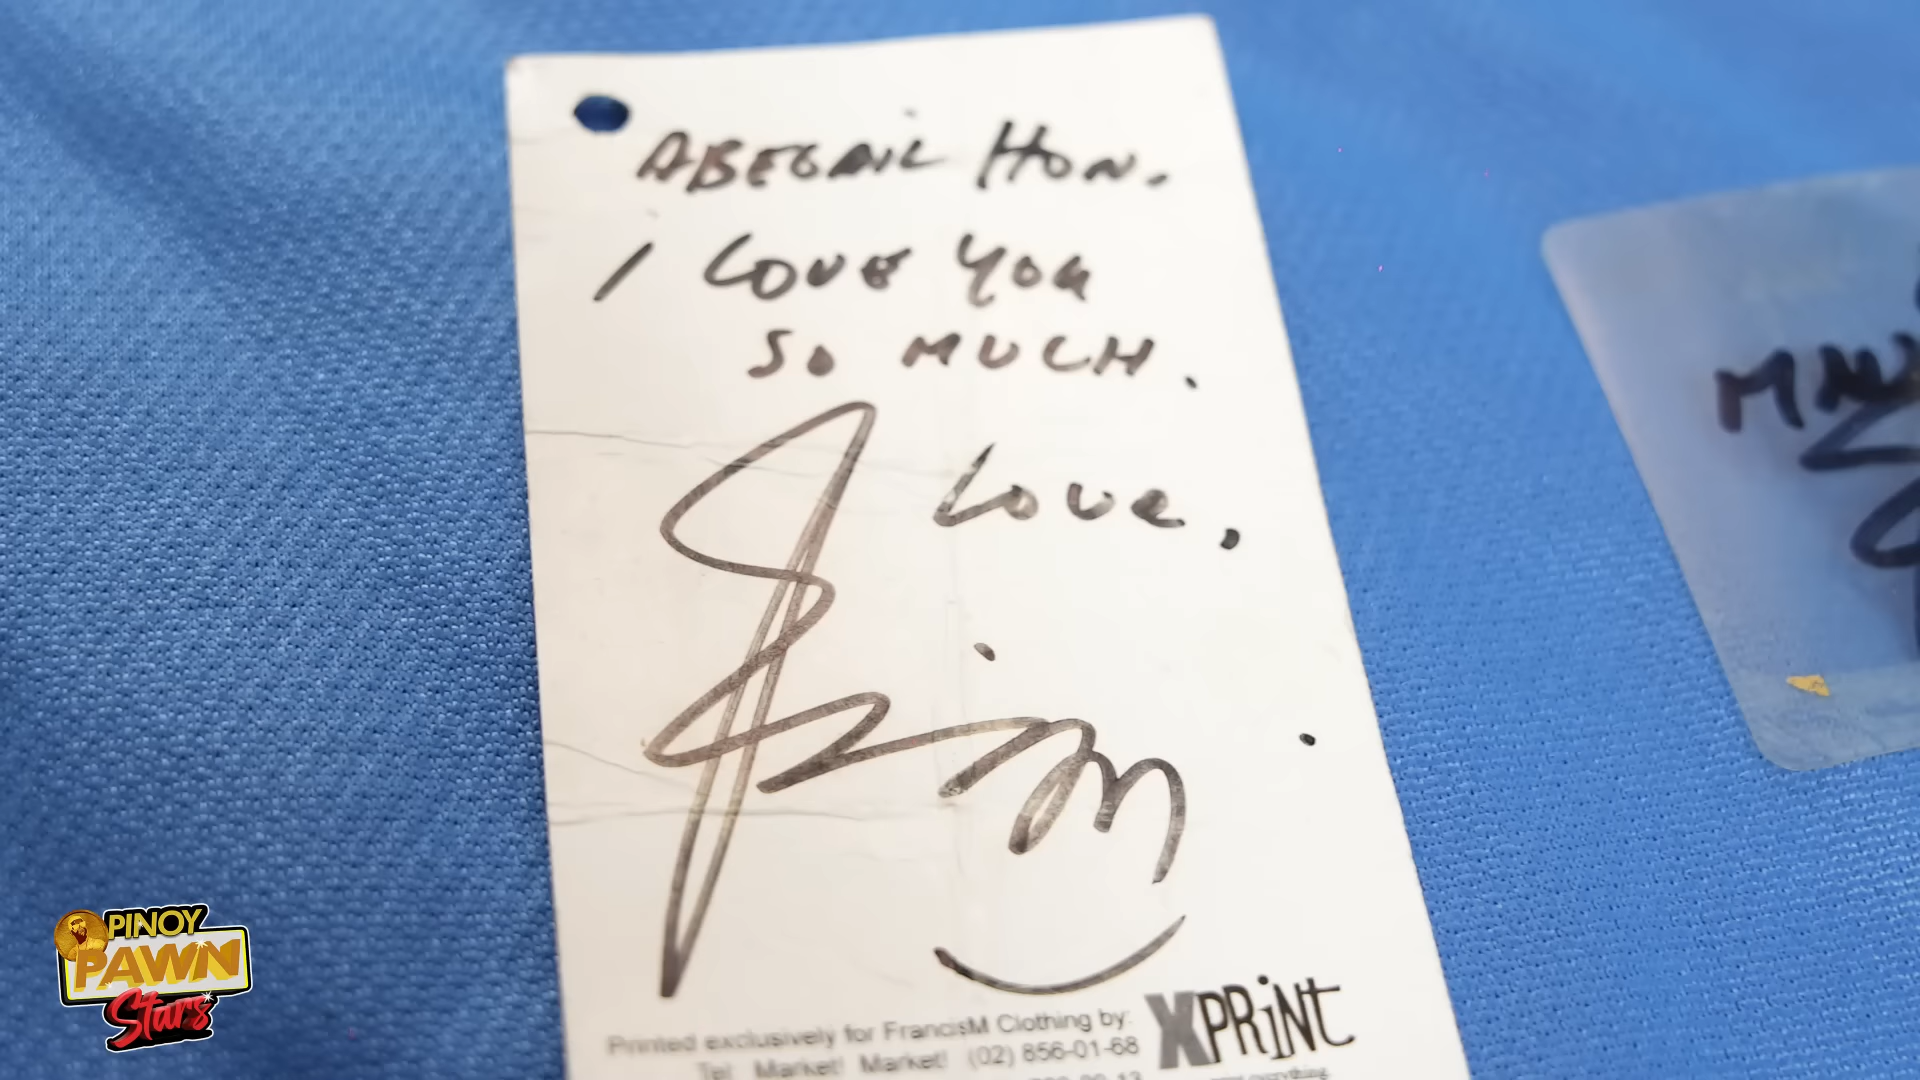 ABEGAIL HON.
I LOVE YOU
SO MUCH.
Love,
Printed exclusively for FrancisM Clothing by:
XPRiNt
Tel: Market! Market! (02) 856-01-68
PINOY
PAWN
Stars